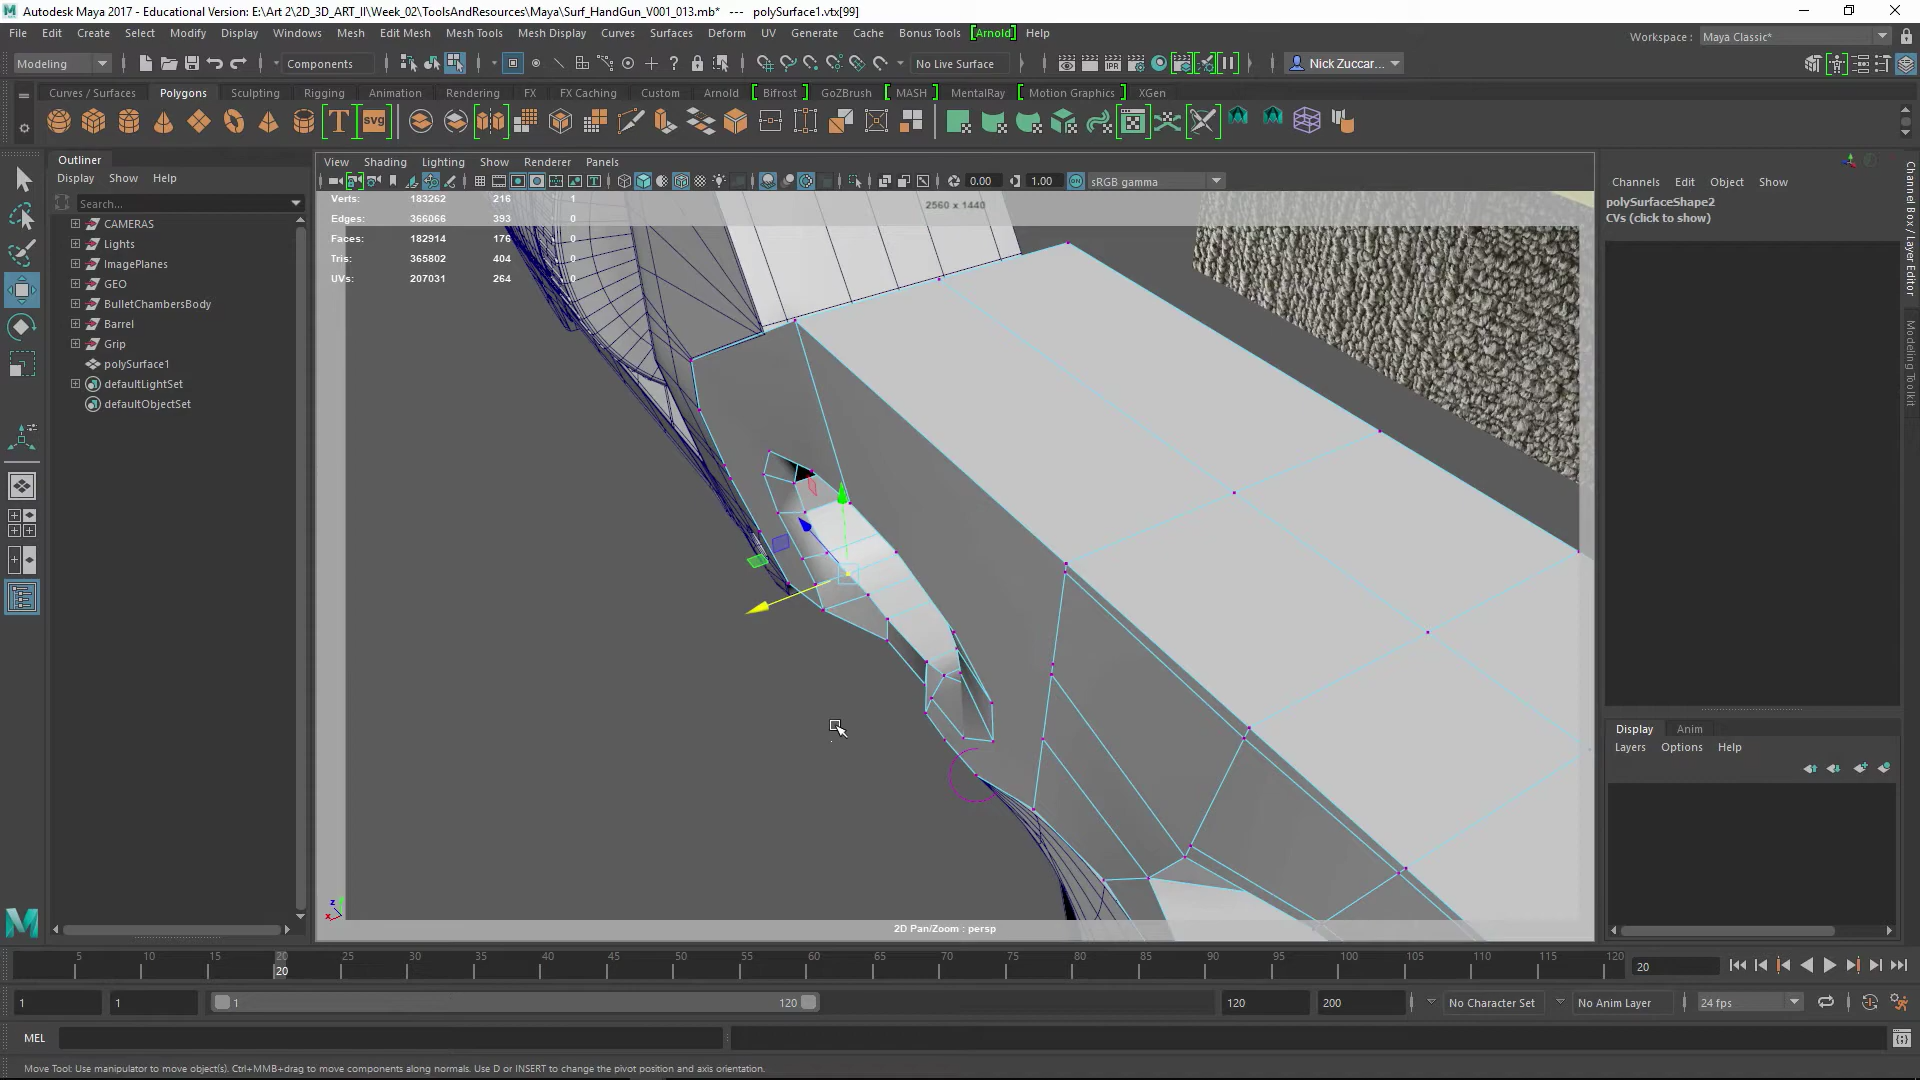 Autodesk Maya 2017 - Educational Version: E:\Art 2\2D_3D_ART_II\Week_02\ToolsAndResources\Maya\Surf_HandGun_V001_013.mb* --- polySurface1.vtx[99]
File Edit Create Select Modify Display Windows Mesh Edit Mesh Mesh Tools Mesh Display Curves Surfaces Deform UV Generate Cache Bonus Tools [Arnold] Help
Workspace : Maya Classic*
Modeling Components No Live Surface Nick Zuccar...
Curves / Surfaces Polygons Sculpting Rigging Animation Rendering FX FX Caching Custom Arnold Bifrost GoZBrush MASH MentalRay Motion Graphics XGen
T svg
Outliner
Display Show Help
Search...
CAMERAS
Lights
ImagePlanes
GEO
BulletChambersBody
Barrel
Grip
polySurface1
defaultLightSet
defaultObjectSet
View Shading Lighting Show Renderer Panels
0.00 1.00 ON sRGB gamma
2560 x 1440
Verts: 183262 216 1
Edges: 366066 393 0
Faces: 182914 176 0
Tris: 365802 404 0
UVs: 207031 264 0
2D Pan/Zoom : persp
z
x
Channels Edit Object Show
polySurfaceShape2
CVs (click to show)
Channel Box / Layer Editor
Modeling Toolkit
Display Anim
Layers Options Help
5 10 15 20 25 30 35 40 45 50 55 60 65 70 75 80 85 90 95 100 105 110 115 120
20
20
1 1 1 120 120 200 No Character Set No Anim Layer 24 fps
MEL
Move Tool: Use manipulator to move object(s). Ctrl+MMB+drag to move components along normals. Use D or INSERT to change the pivot position and axis orientation.